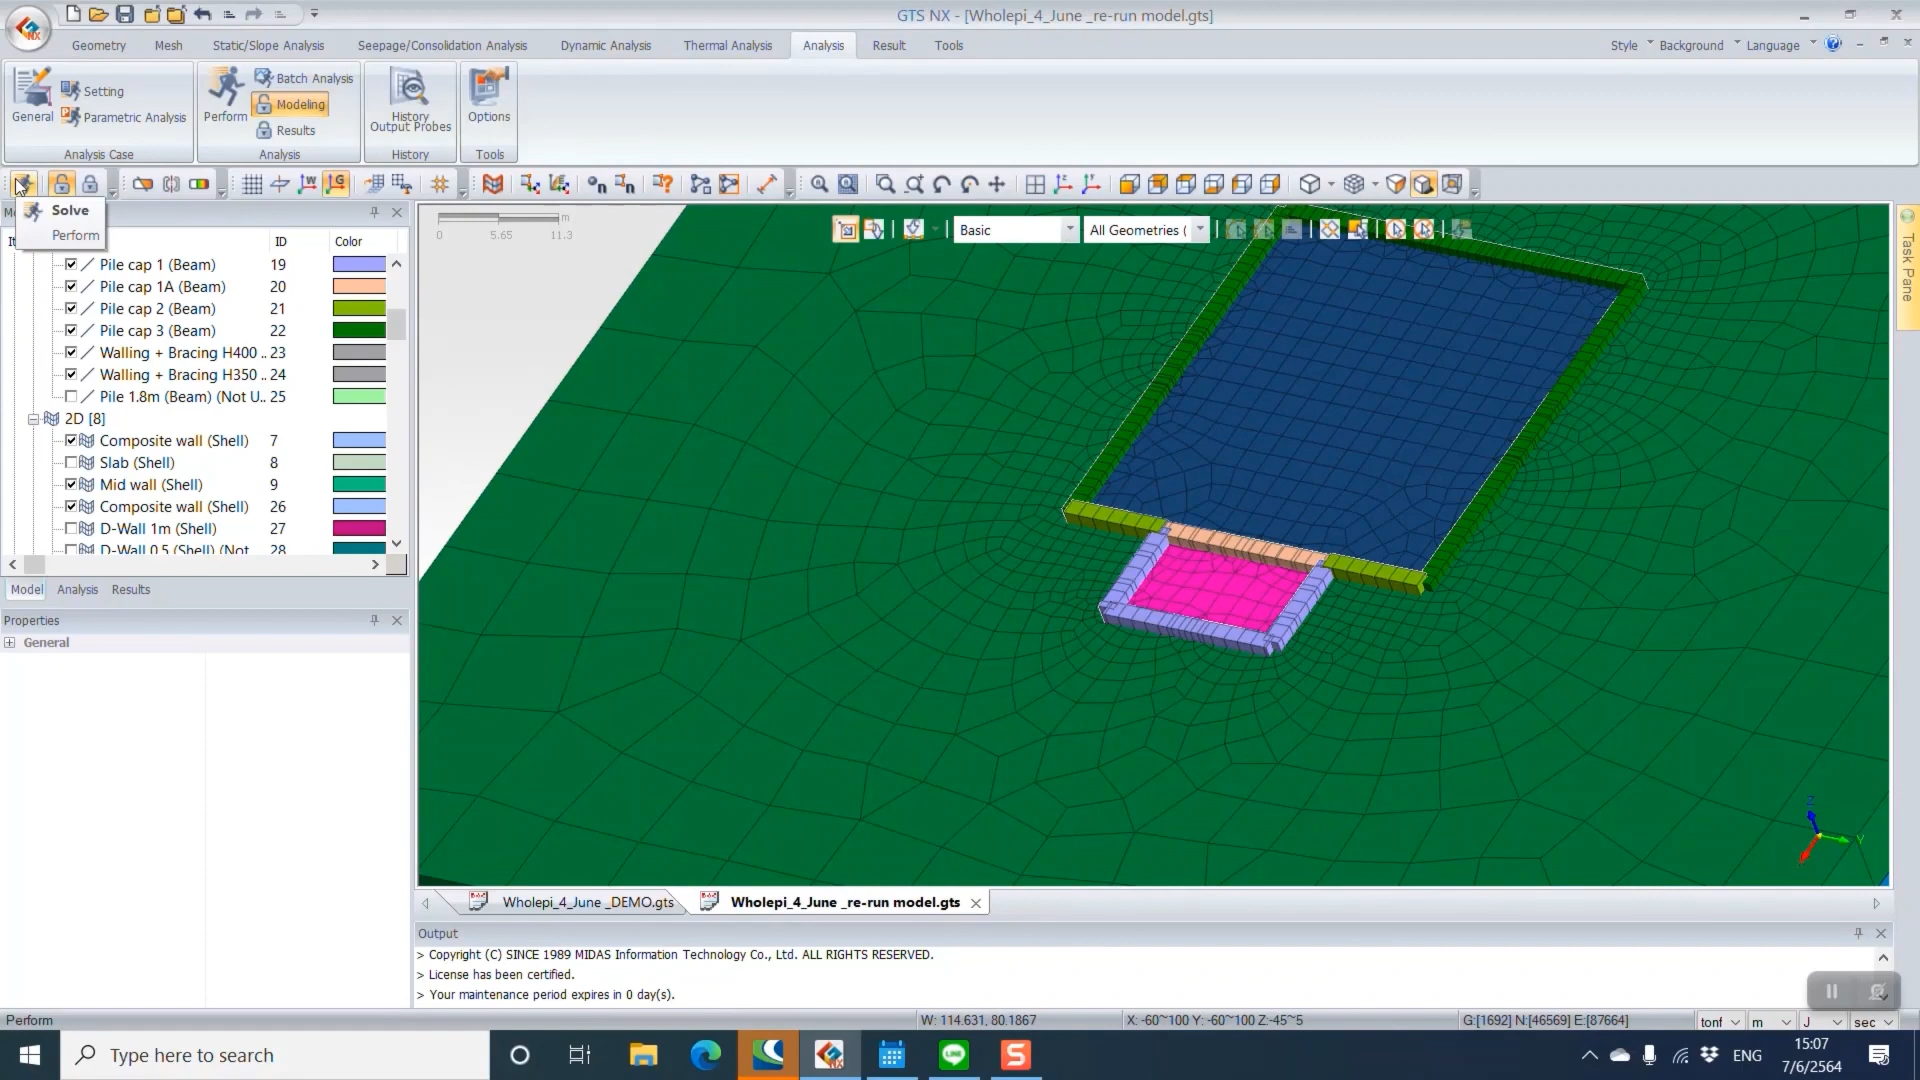 GTS NX - [Wholepi_4_June _re-run model.gts]
Geometry Mesh Static/Slope Analysis Seepage/Consolidation Analysis Dynamic Analysis Thermal Analysis Analysis Result Tools
Style Background Language
General
Setting
Parametric Analysis
Analysis Case
Perform
Batch Analysis
Modeling
Results
Analysis
History
Output Probes
History
Options
Tools
Solve
Perform
ID Color
Pile cap 1 (Beam) 19
Pile cap 1A (Beam) 20
Pile cap 2 (Beam) 21
Pile cap 3 (Beam) 22
Walling + Bracing H400 .. 23
Walling + Bracing H350 .. 24
Pile 1.8m (Beam) (Not U.. 25
2D [8]
Composite wall (Shell) 7
Slab (Shell) 8
Mid wall (Shell) 9
Composite wall (Shell) 26
D-Wall 1m (Shell) 27
D-Wall 0.5 (Shell) (Not 28
Model Analysis Results
Properties
General
m
0 5.65 11.3
Basic All Geometries (
Task Pane
Z
Y
Wholepi_4_June _DEMO.gts Wholepi_4_June _re-run model.gts
Output
> Copyright (C) SINCE 1989 MIDAS Information Technology Co., Ltd. ALL RIGHTS RESERVED.
> License has been certified.
> Your maintenance period expires in 0 day(s).
Perform W: 114.631, 80.1867 X: -60~100 Y: -60~100 Z:-45~5 G:[1692] N:[46569] E:[87664] tonf m J sec
Type here to search
ENG
15:07
7/6/2564